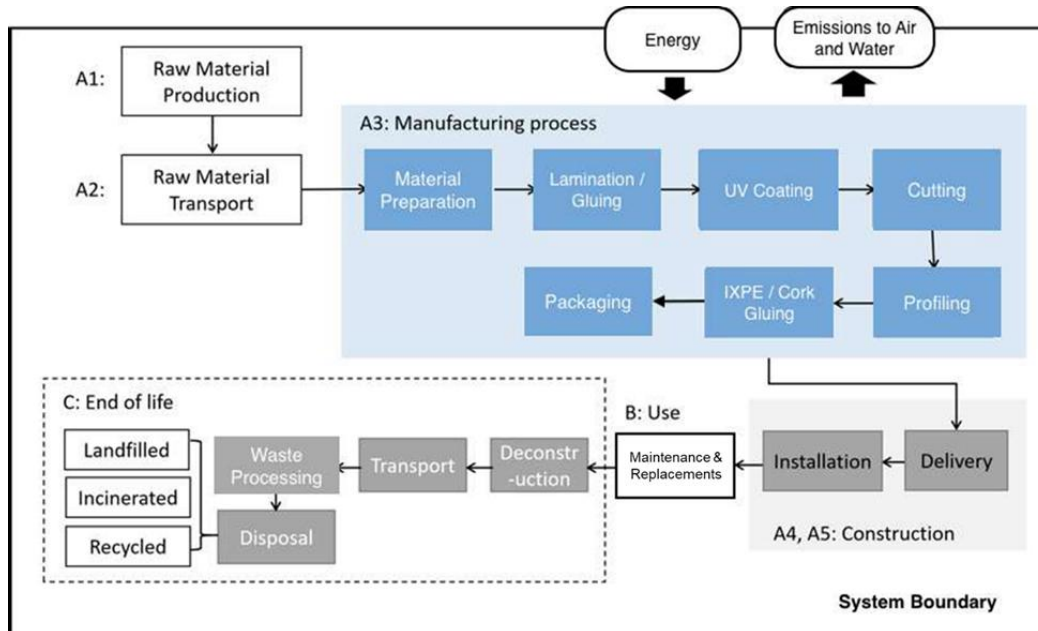 Energy
Emissions to Air
and Water
A1:
Raw Material
Production
A2:
Raw Material
Transport
A3: Manufacturing process
Material
Preparation
Lamination /
Gluing
UV Coating
Cutting
Packaging
IXPE / Cork
Gluing
Profiling
C: End of life
Landfilled
Incinerated
Recycled
Waste
Processing
Disposal
Transport
Deconstr
-uction
B: Use
Maintenance &
Replacements
Installation
Delivery
A4, A5: Construction
System Boundary